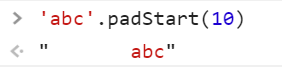 > 'abc'.padStart(10)
<· "       abc"